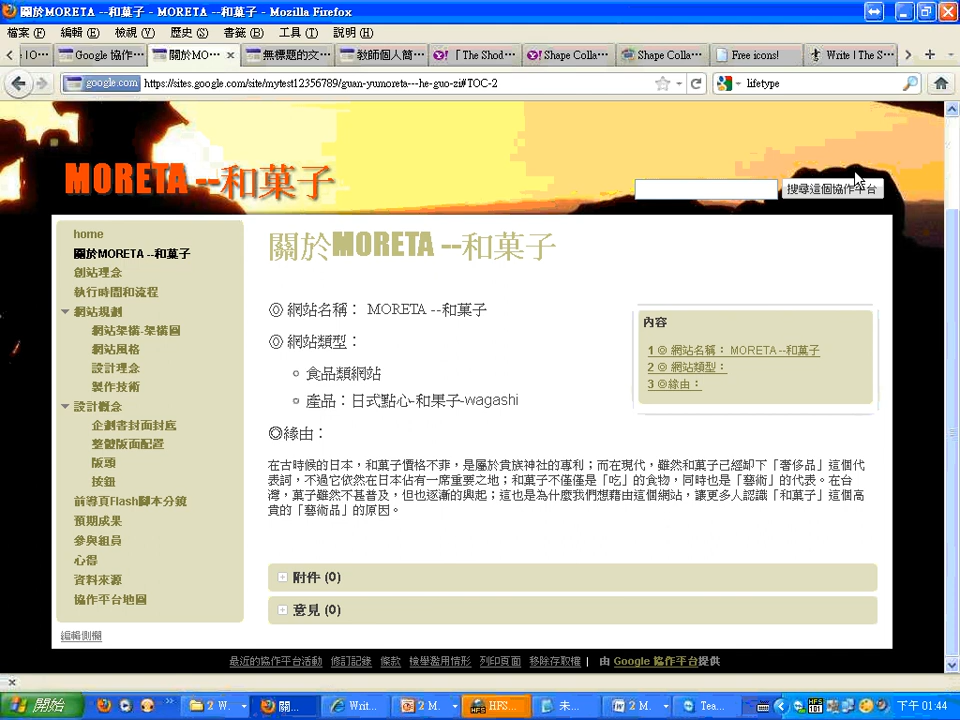 關於MORETA --和菓子 - MORETA --和菓子 - Mozilla Firefox
檔案(F) 編輯(E) 檢視(V) 歷史(S) 書籤(B) 工具(T) 說明(H)
Google 協作… 關於MO… 無標題的文… 教師個人簡… 「The Shod… Shape Colla… Shape Colla… Free icons! Write | The S…
google.com https://sites.google.com/site/mytest12356789/guan-yumoreta---he-guo-zi#TOC-2 lifetype
MORETA --和菓子
搜尋這個協作平台
home
關於MORETA --和菓子
創站理念
執行時間和流程
網站規劃
網站架構-架構圖
網站風格
設計理念
製作技術
設計概念
企劃書封面封底
整體版面配置
版頭
按鈕
前導頁Flash腳本分鏡
預期成果
參與組員
心得
資料來源
協作平台地圖
編輯側欄
關於MORETA --和菓子
◎ 網站名稱： MORETA --和菓子
◎ 網站類型：
食品類網站
產品：日式點心-和果子-wagashi
◎緣由：
在古時候的日本，和菓子價格不菲，是屬於貴族神社的專利；而在現代，雖然和菓子已經卸下「奢侈品」這個代
表詞，不過它依然在日本佔有一席重要之地；和菓子不僅僅是「吃」的食物，同時也是「藝術」的代表。在台
灣，菓子雖然不甚普及，但也逐漸的興起；這也是為什麼我們想藉由這個網站，讓更多人認識「和菓子」這個高
貴的「藝術品」的原因。
內容
1 ◎ 網站名稱： MORETA --和菓子
2 ◎ 網站類型：
3 ◎緣由：
附件 (0)
意見 (0)
最近的協作平台活動 修訂記錄 條款 檢舉濫用情形 列印頁面 移除存取權 | 由 Google 協作平台提供
開始 2 W… 關… Writ… 2 M… HFS… 未… 2 M… Tea… HFS 101 下午 01:44